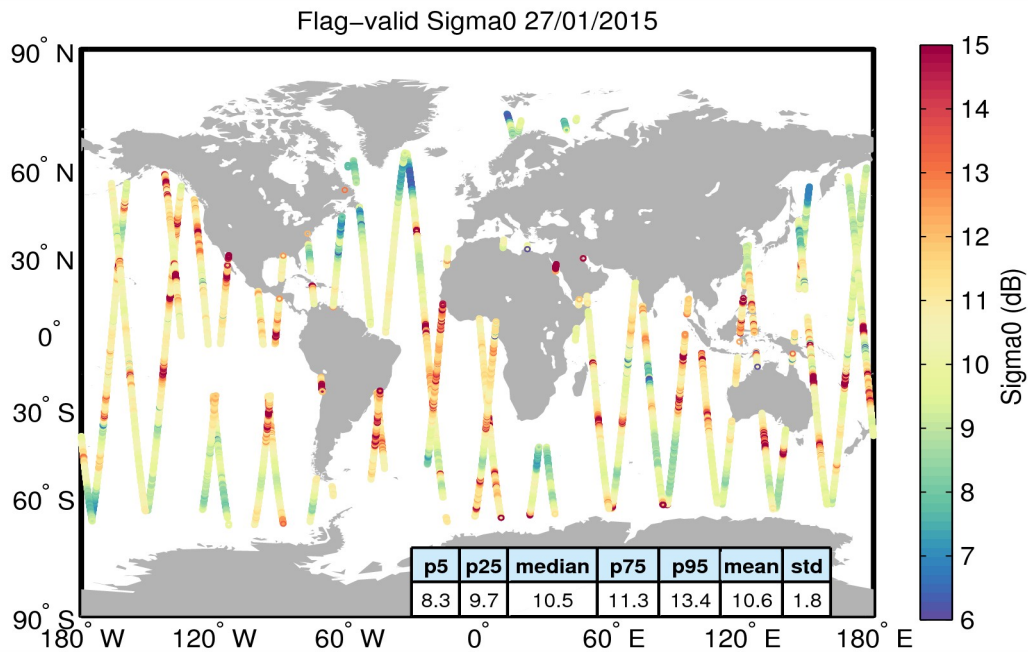 Flag-valid Sigma0 27/01/2015
90° N
60° N
30° N
0°
30° S
60° S
90° S
180° W
120° W
60° W
0°
60° E
120° E
180° E
p5 p25 median p75 p95 mean std
8.3 9.7 10.5 11.3 13.4 10.6 1.8
15
14
13
12
11
10
9
8
7
6
Sigma0 (dB)